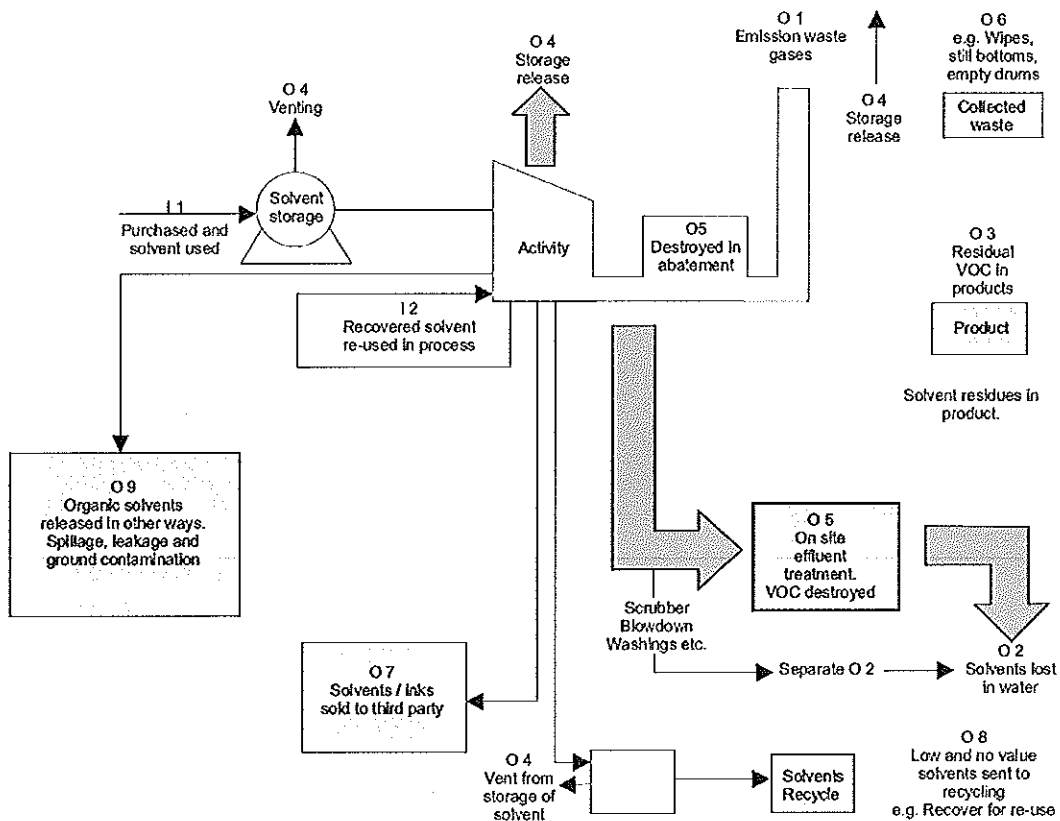 O 1
Emission waste
gases
O 6
e.g. Wipes,
still bottoms,
empty drums
O 4
Storage
release
O 4
Venting
O 4
Storage
release
Collected
waste
Solvent
storage
I 1
Purchased and
solvent used
Activity
O5
Destroyed in
abatement
O 3
Residual
VOC in
products
I 2
Recovered solvent
re-used in process
Product
Solvent residues in
product.
O 9
Organic solvents
released in other ways.
Spillage, leakage and
ground contamination
O 5
On site
effluent
treatment.
VOC destroyed
Scrubber
Blowdown
Washings etc.
Separate O 2
O 2
Solvents lost
in water
O 7
Solvents / inks
sold to third party
O 4
Vent from
storage of
solvent
Solvents
Recycle
O 8
Low and no value
solvents sent to
recycling
e.g. Recover for re-use